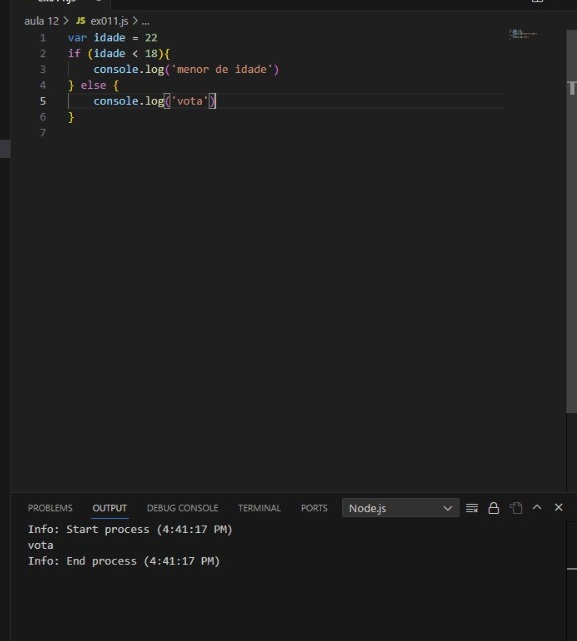 aula 12 > JS ex011.js > ...
1 var idade = 22
2 if (idade < 18){
3 console.log('menor de idade')
4 } else {
5 console.log('vota')
6 }
7
PROBLEMS OUTPUT DEBUG CONSOLE TERMINAL PORTS Node.js
Info: Start process (4:41:17 PM)
vota
Info: End process (4:41:17 PM)